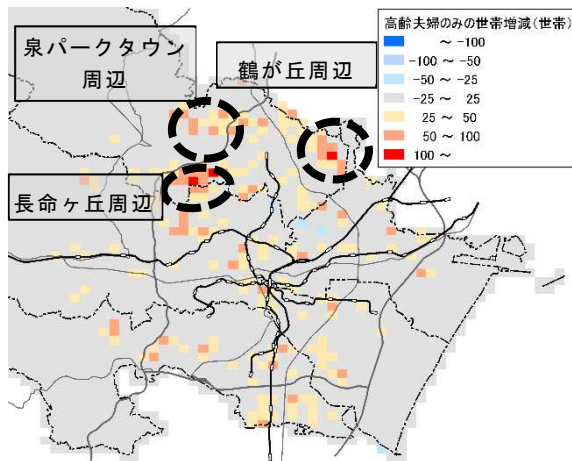 泉パークタウン
周辺
鶴が丘周辺
長命ヶ丘周辺
高齢夫婦のみの世帯増減(世帯)
～ -100
-100 ～ -50
-50 ～ -25
-25 ～ 25
25 ～ 50
50 ～ 100
100 ～